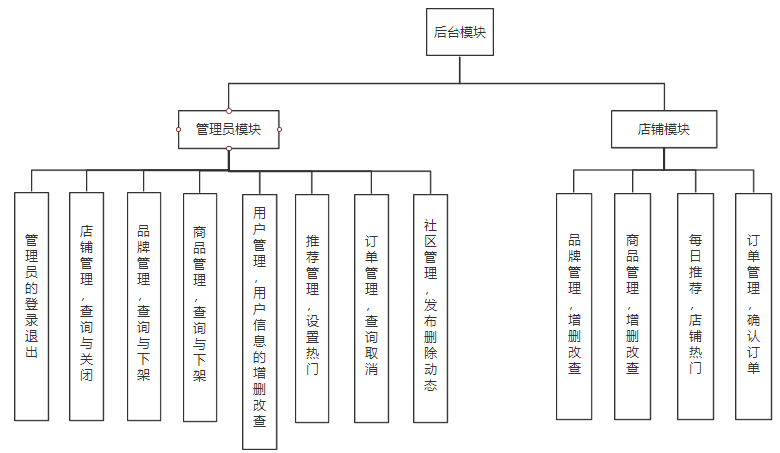 后台模块
管理员模块
店铺模块
管理员的登录退出
店铺管理，查询与关闭
品牌管理，查询与下架
商品管理，查询与下架
用户管理，用户信息的增删改查
推荐管理，设置热门
订单管理，查询取消
社区管理，发布删除动态
品牌管理，增删改查
商品管理，增删改查
每日推荐，店铺热门
订单管理，确认订单